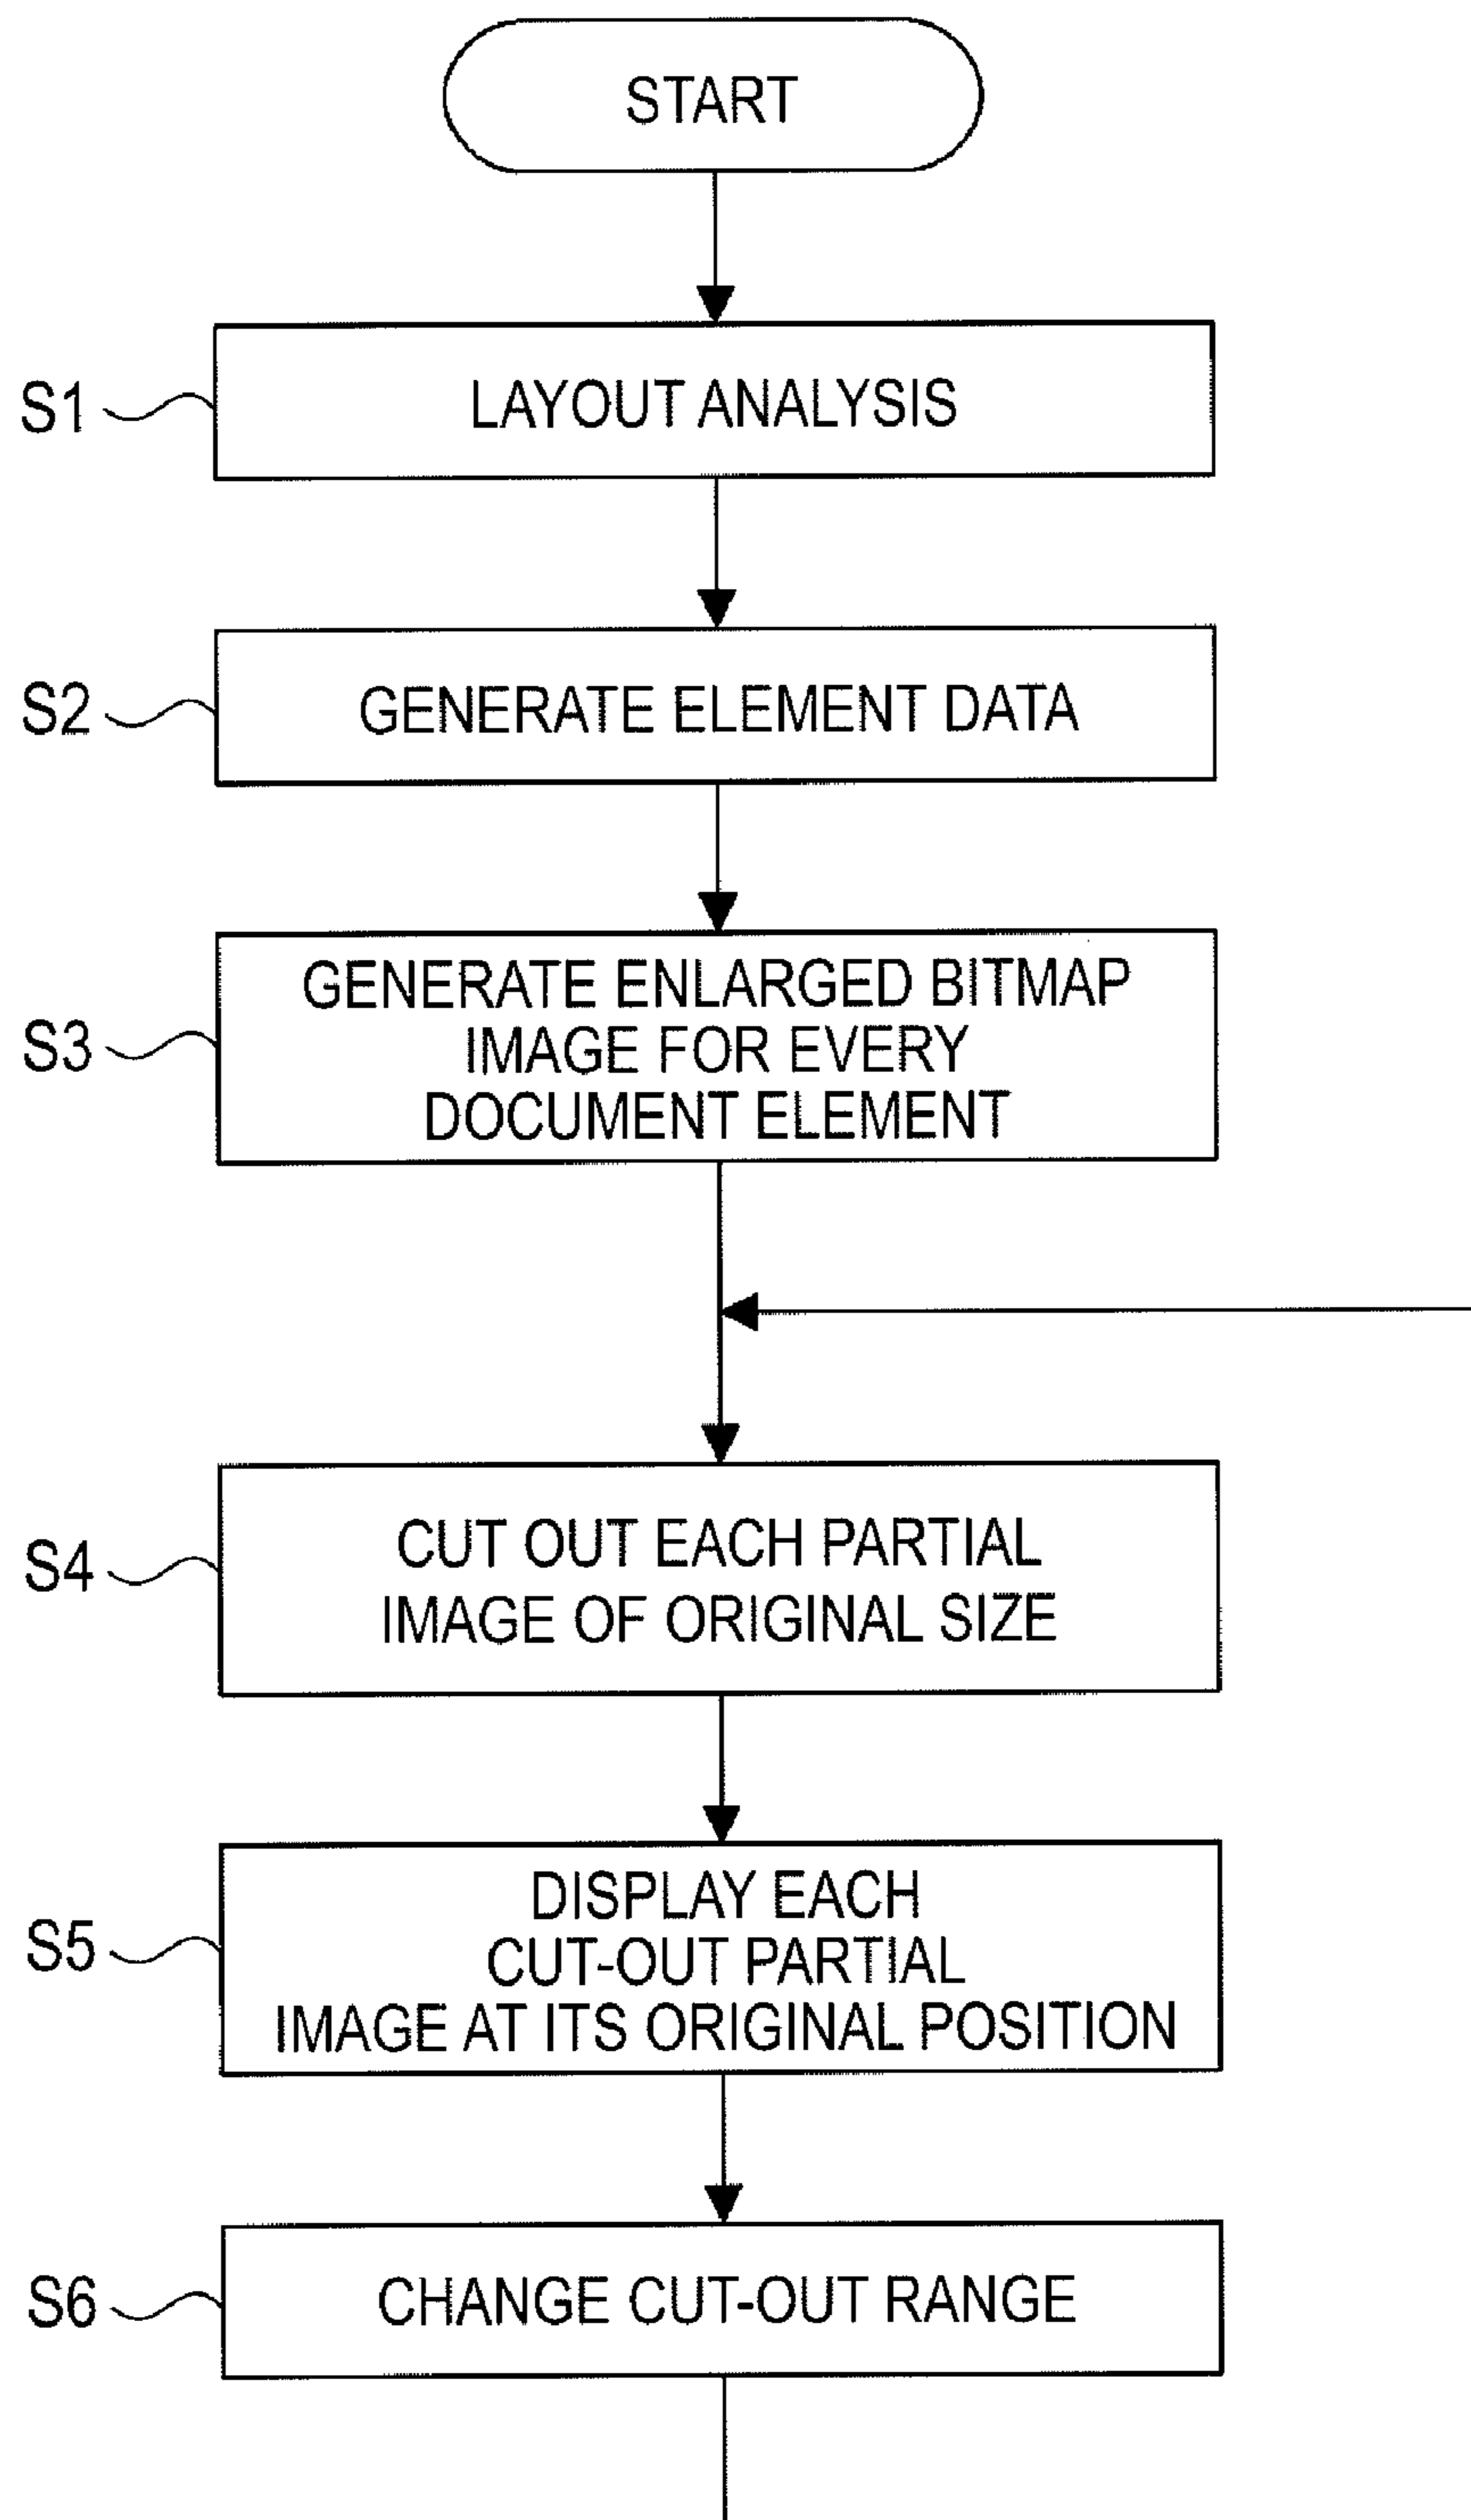 START
S1
LAYOUT ANALYSIS
S2
GENERATE ELEMENT DATA
S3
GENERATE ENLARGED BITMAP
IMAGE FOR EVERY
DOCUMENT ELEMENT
S4
CUT OUT EACH PARTIAL
IMAGE OF ORIGINAL SIZE
S5
DISPLAY EACH
CUT-OUT PARTIAL
IMAGE AT ITS ORIGINAL POSITION
S6
CHANGE CUT-OUT RANGE